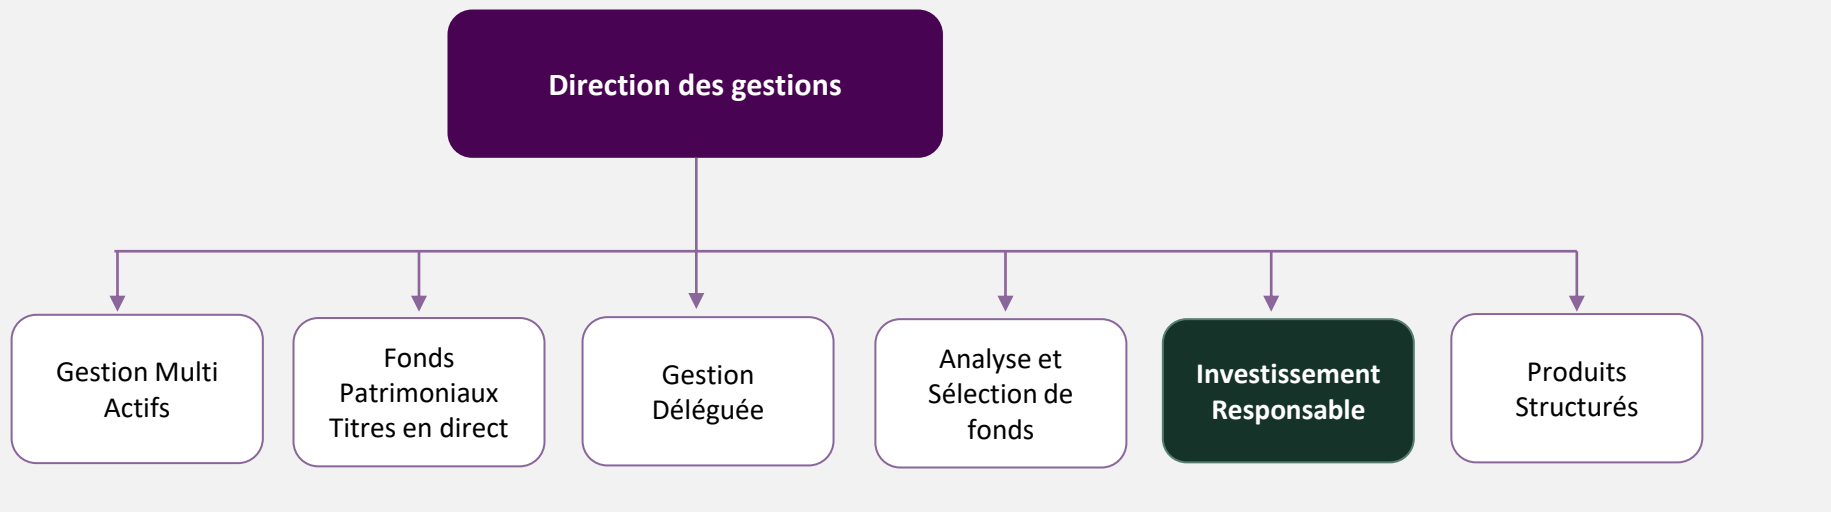 Direction des gestions
Gestion Multi
Actifs
Fonds
Patrimoniaux
Titres en direct
Gestion
Déléguée
Analyse et
Sélection de
fonds
Investissement
Responsable
Produits
Structurés